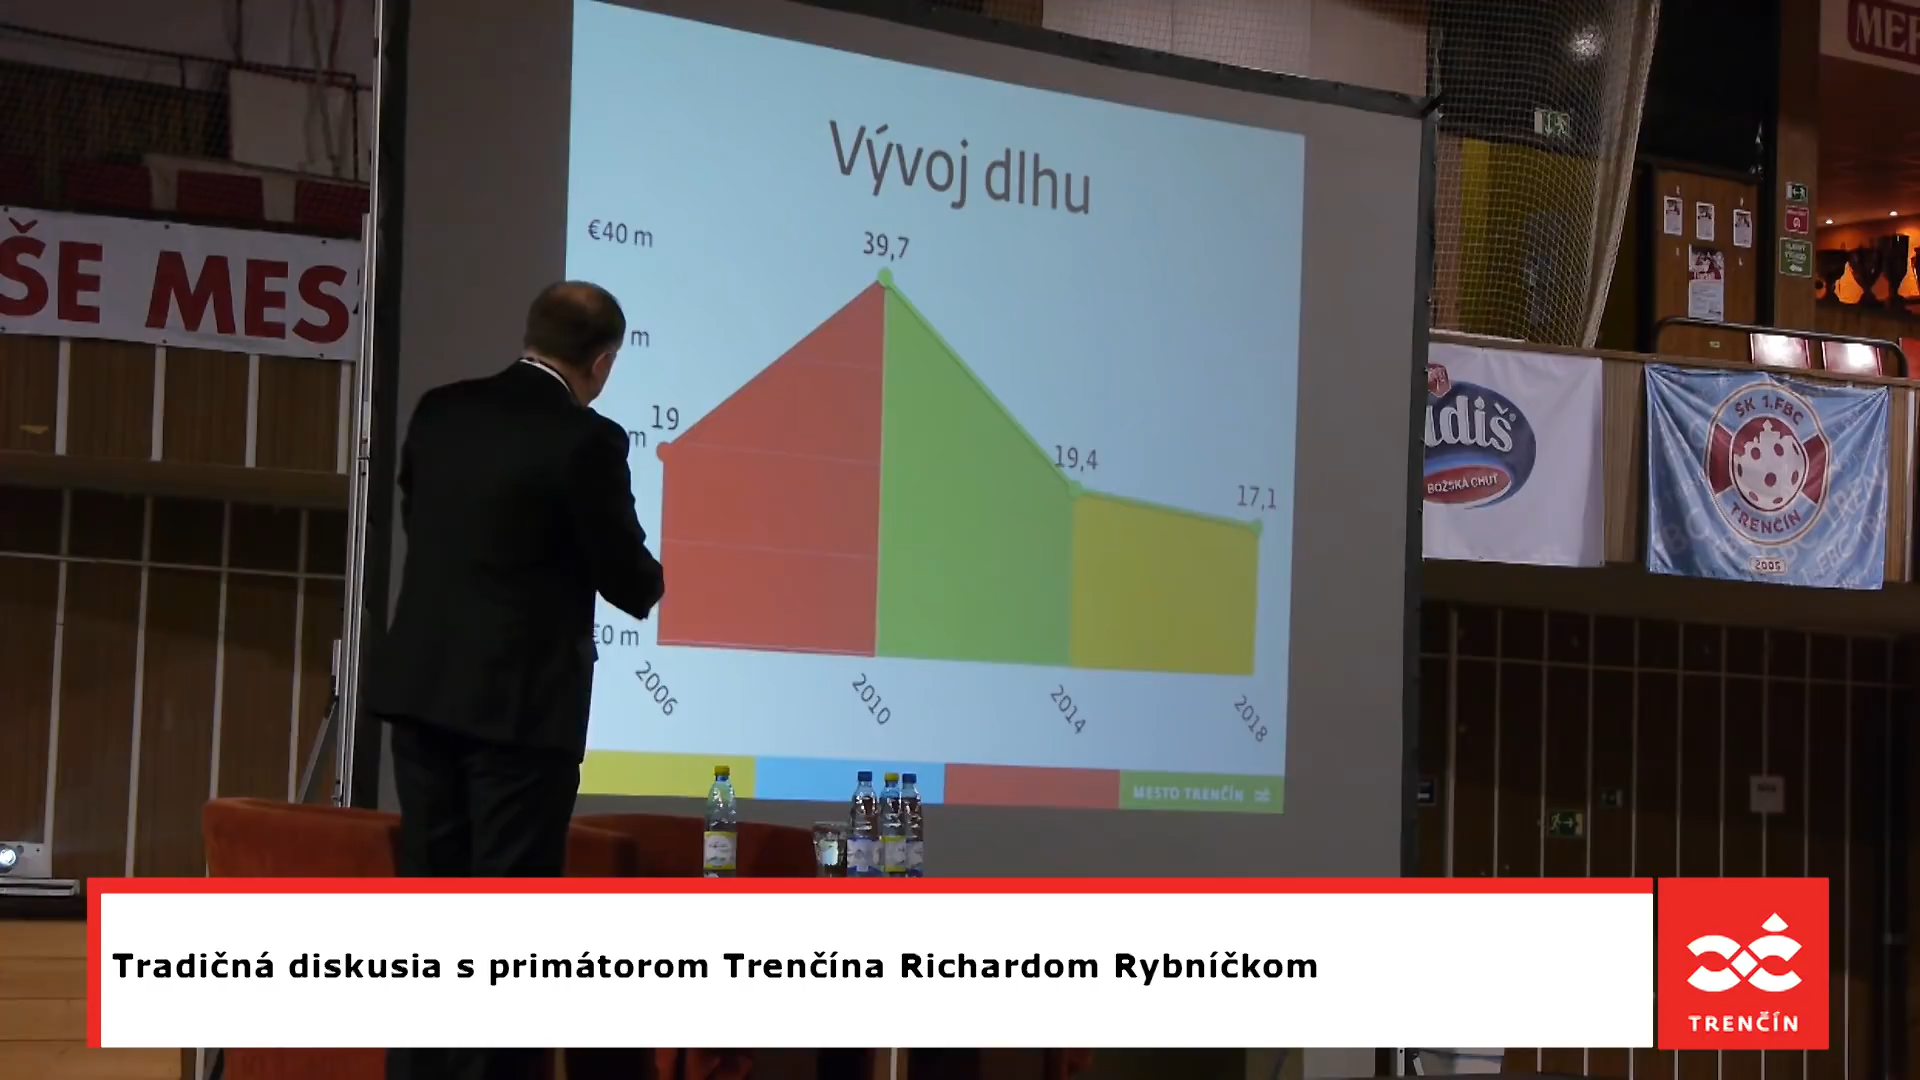 Vývoj dlhu
€40 m
39,7
m
19
m
19,4
17,1
€0 m
2006
2010
2014
2018
MESTO TRENČÍN
ŠE MES
MER
diš
BOŽSKÁ CHUŤ
SK 1.FBC
TRENČÍN
2005
Tradičná diskusia s primátorom Trenčína Richardom Rybníčkom
TRENČÍN